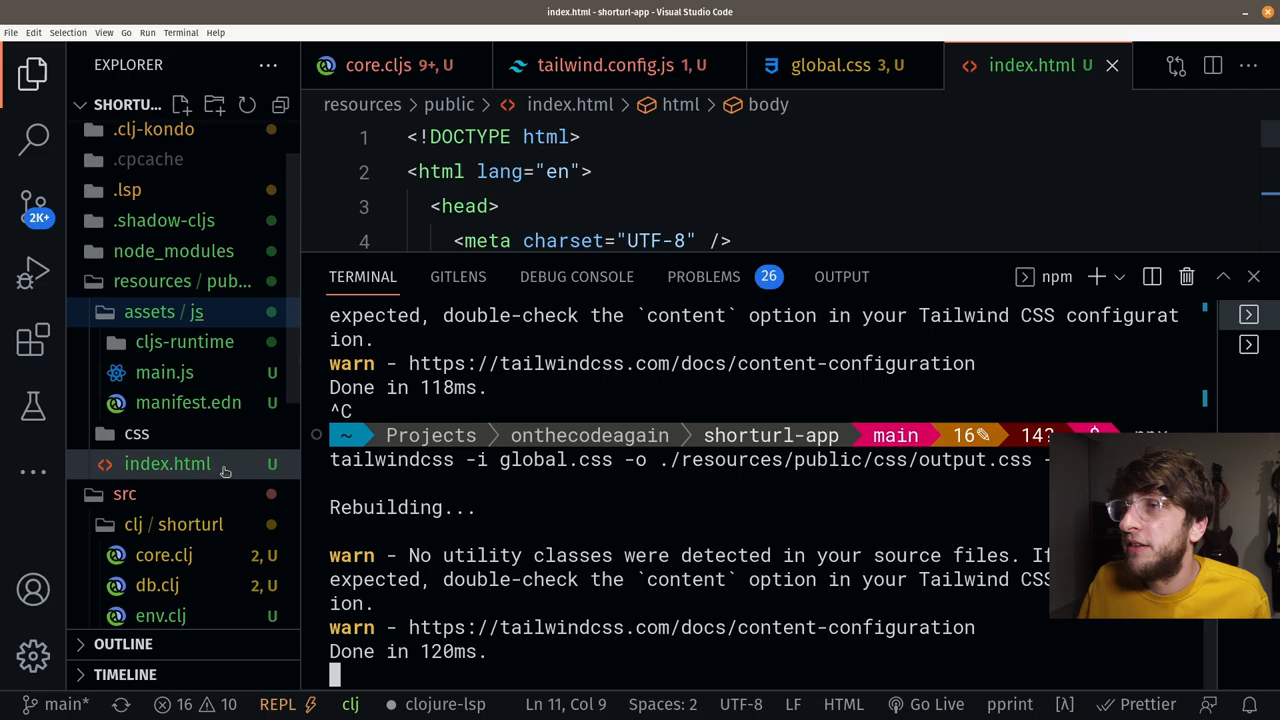 index.html - shorturl-app - Visual Studio Code
File Edit Selection View Go Run Terminal Help
EXPLORER
SHORTU...
.clj-kondo
.cpcache
.lsp
.shadow-cljs
node_modules
resources / pub...
assets / js
cljs-runtime
main.js U
manifest.edn U
css
index.html U
src
clj / shorturl
core.clj 2, U
db.clj 2, U
env.clj U
OUTLINE
TIMELINE
2K+
core.cljs 9+, U
tailwind.config.js 1, U
global.css 3, U
index.html U
resources > public > index.html > html > body
1 <!DOCTYPE html>
2 <html lang="en">
3 <head>
4 <meta charset="UTF-8" />
TERMINAL GITLENS DEBUG CONSOLE PROBLEMS 26 OUTPUT
npm
expected, double-check the `content` option in your Tailwind CSS configurat
ion.
warn - https://tailwindcss.com/docs/content-configuration
Done in 118ms.
^C
~ Projects onthecodeagain shorturl-app main 16✎ 14?
tailwindcss -i global.css -o ./resources/public/css/output.css
Rebuilding...
warn - No utility classes were detected in your source files. If
expected, double-check the `content` option in your Tailwind CSS
ion.
warn - https://tailwindcss.com/docs/content-configuration
Done in 120ms.
main* 16 10 REPL clj clojure-lsp Ln 11, Col 9 Spaces: 2 UTF-8 LF HTML Go Live pprint [λ] Prettier